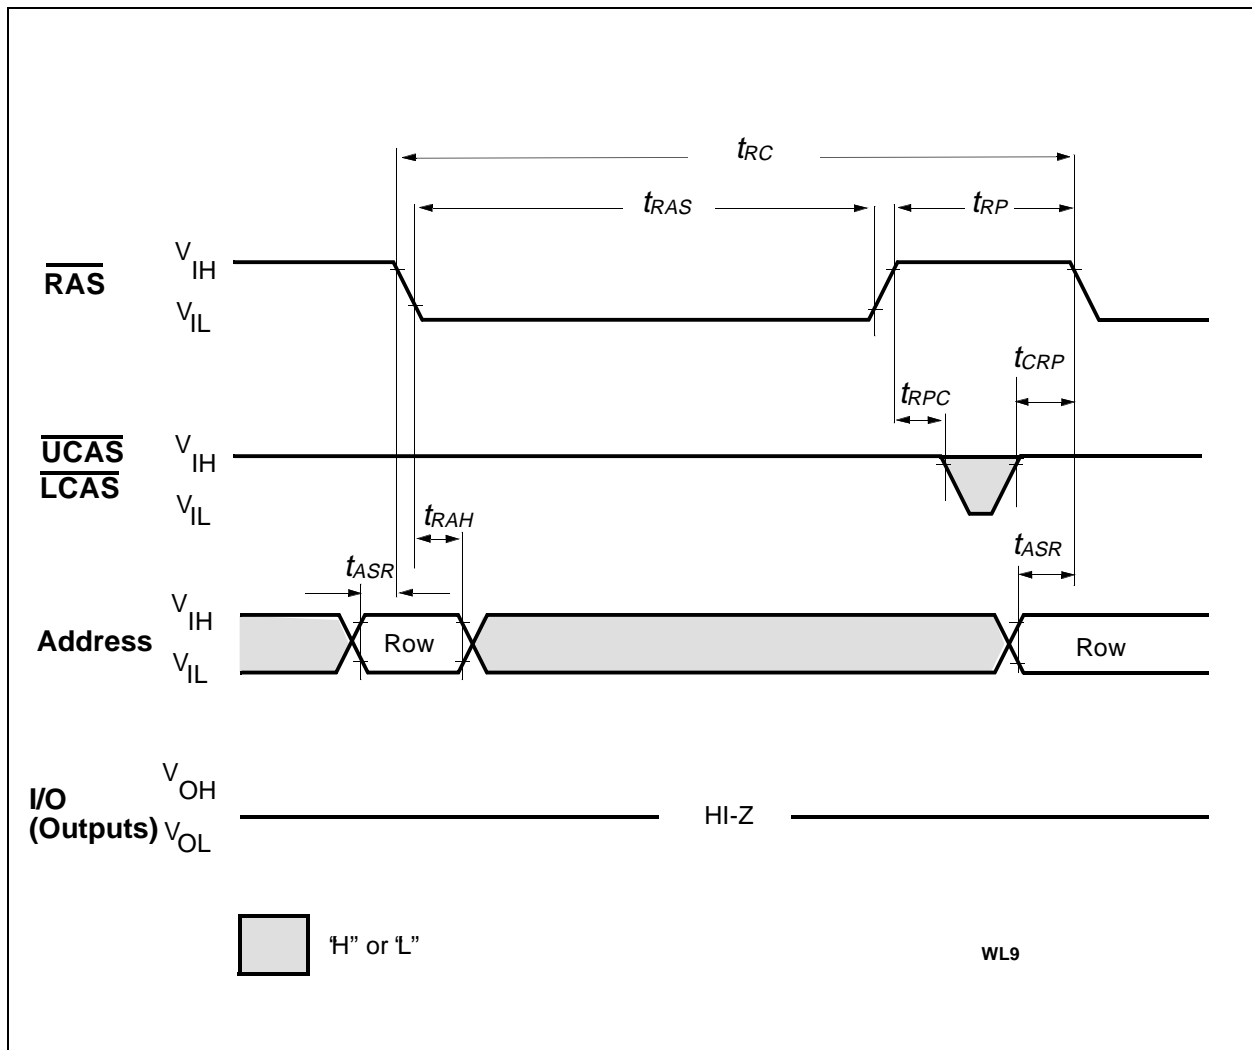 tRC
tRAS tRP
RAS VIH
VIL
tCRP
tRPC
UCAS VIH
LCAS
VIL
tRAH
tASR tASR
VIH
Address Row Row
VIL
VOH
I/O
(Outputs) VOL HI-Z
“H” or “L”
WL9